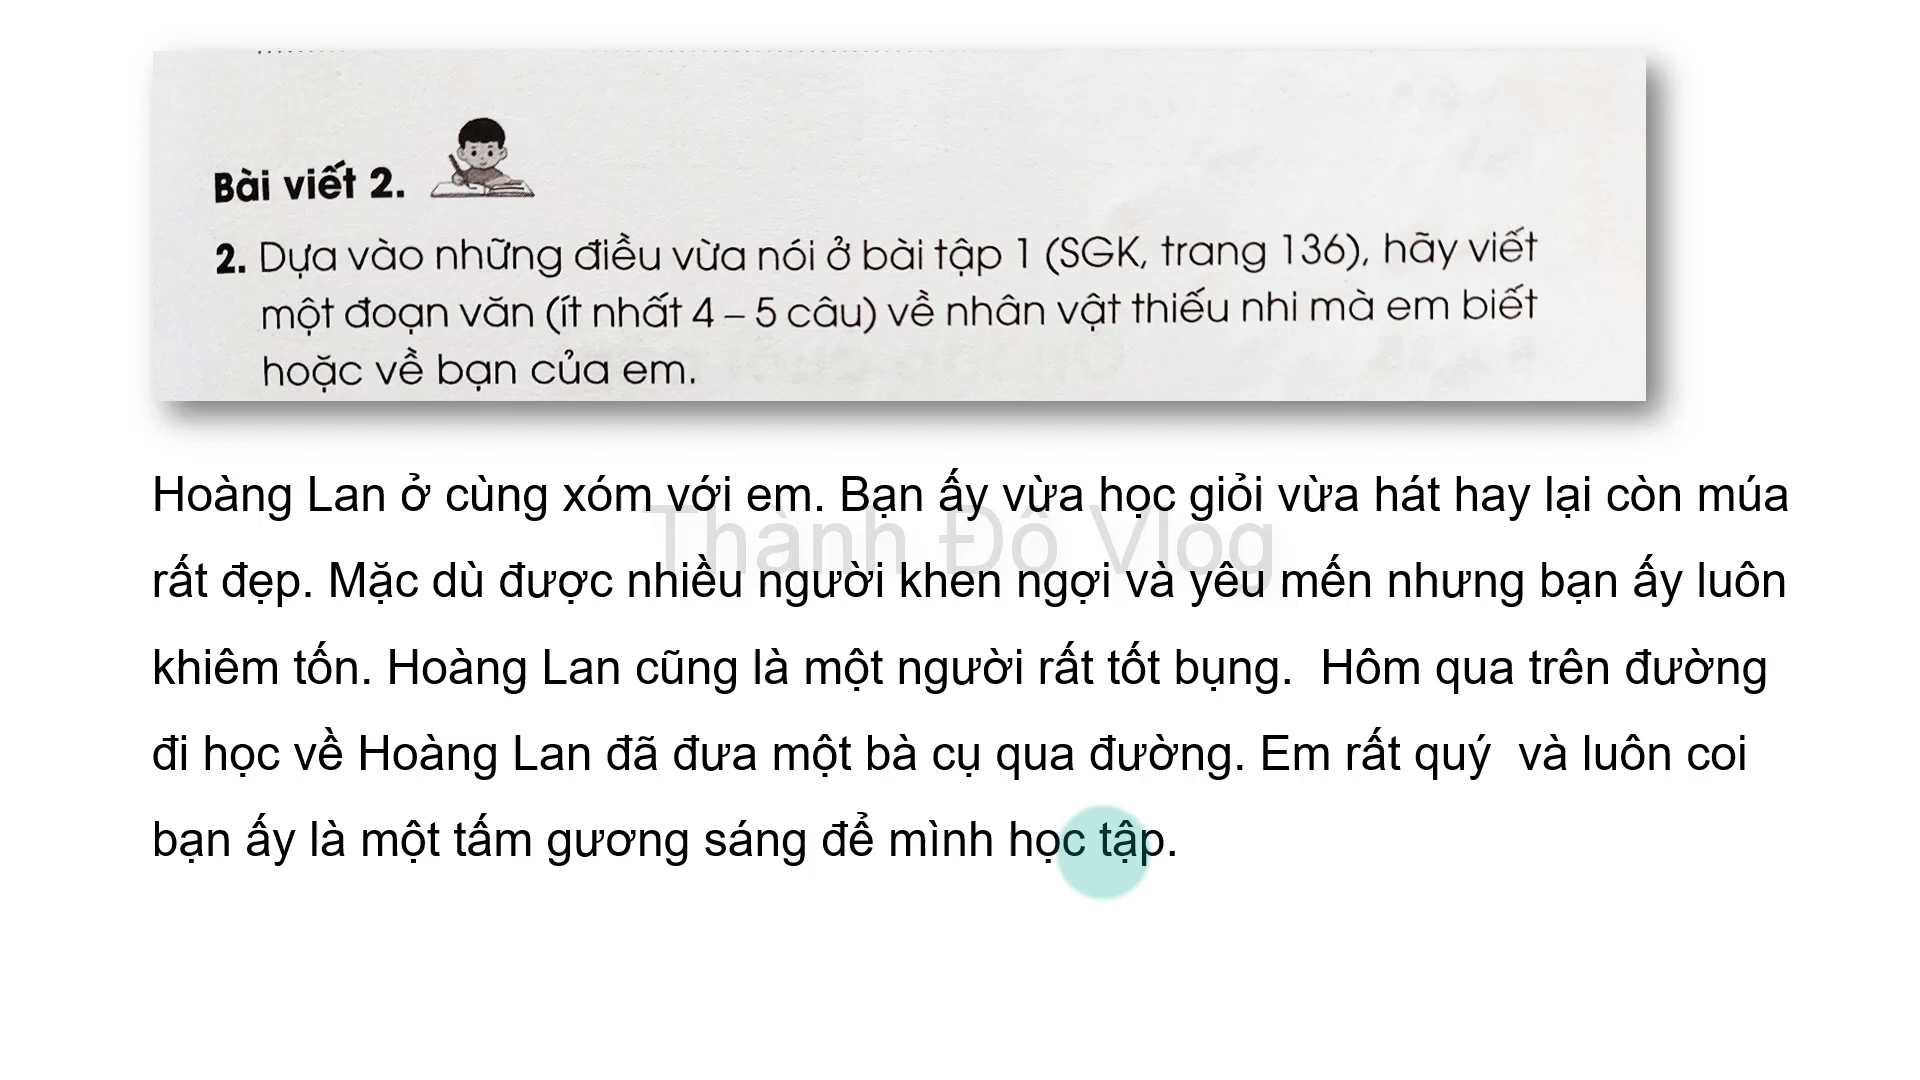 Bài viết 2.
2. Dựa vào những điều vừa nói ở bài tập 1 (SGK, trang 136), hãy viết
một đoạn văn (ít nhất 4 – 5 câu) về nhân vật thiếu nhi mà em biết
hoặc về bạn của em.
Hoàng Lan ở cùng xóm với em. Bạn ấy vừa học giỏi vừa hát hay lại còn múa
Thành Đô Vlog
rất đẹp. Mặc dù được nhiều người khen ngợi và yêu mến nhưng bạn ấy luôn
khiêm tốn. Hoàng Lan cũng là một người rất tốt bụng.  Hôm qua trên đường
đi học về Hoàng Lan đã đưa một bà cụ qua đường. Em rất quý  và luôn coi
bạn ấy là một tấm gương sáng để mình học tập.